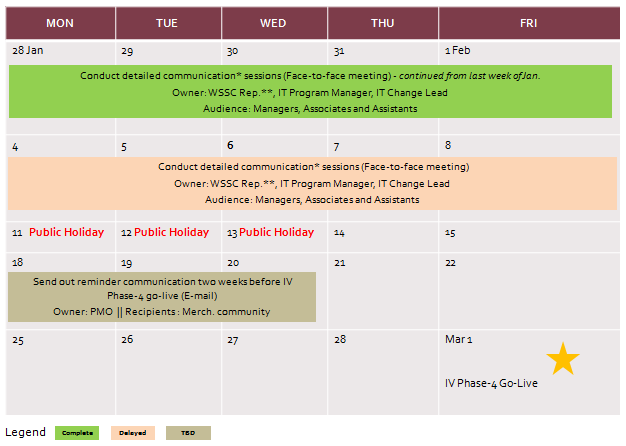 MON TUE WED THU FRI
28 Jan 29 30 31 1 Feb
Conduct detailed communication* sessions (Face-to-face meeting) - continued from last week of Jan.
Owner: WSSC Rep.**, IT Program Manager, IT Change Lead
Audience: Managers, Associates and Assistants
4 5 6 7 8
Conduct detailed communication* sessions (Face-to-face meeting)
Owner: WSSC Rep.**, IT Program Manager, IT Change Lead
Audience: Managers, Associates and Assistants
11 Public Holiday 12 Public Holiday 13 Public Holiday 14 15
18 19 20 21 22
Send out reminder communication two weeks before IV
Phase-4 go-live (E-mail)
Owner: PMO || Recipients : Merch. community
25 26 27 28 Mar 1
IV Phase-4 Go-Live
Legend Complete Delayed TBD